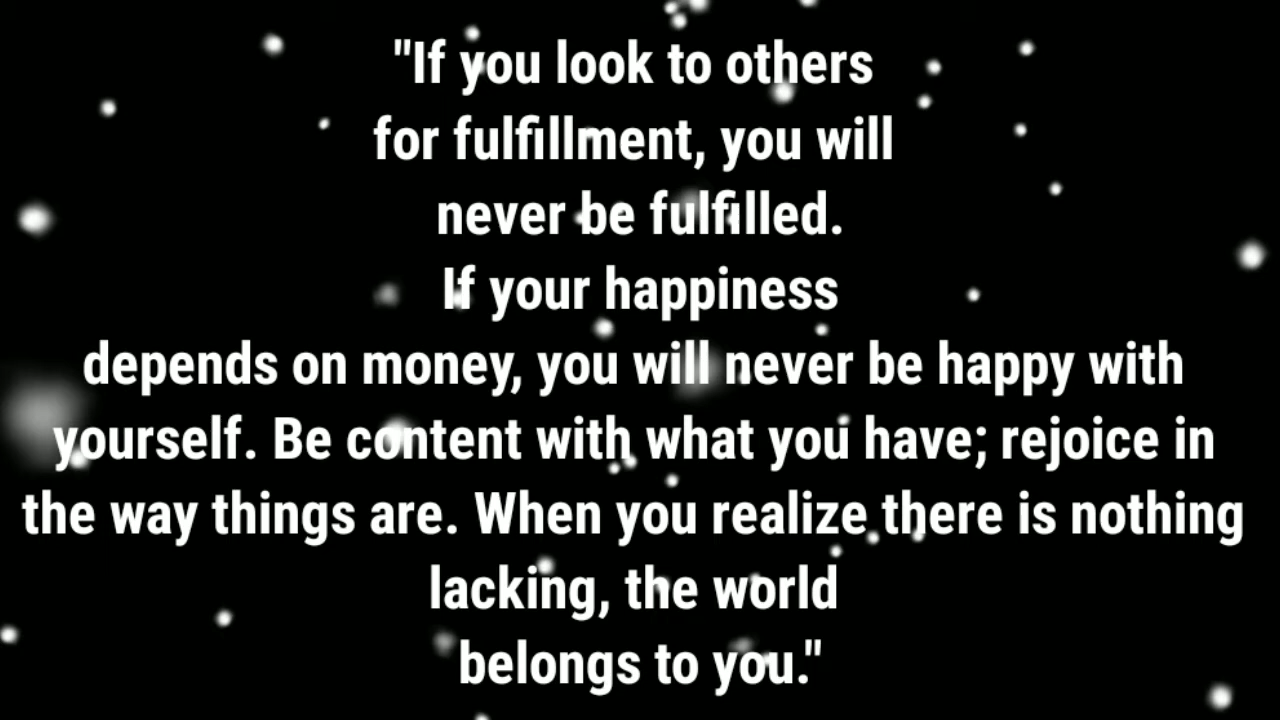 "If you look to others
for fulfillment, you will
never be fulfilled.
If your happiness
depends on money, you will never be happy with
yourself. Be content with what you have; rejoice in
the way things are. When you realize there is nothing
lacking, the world
belongs to you."